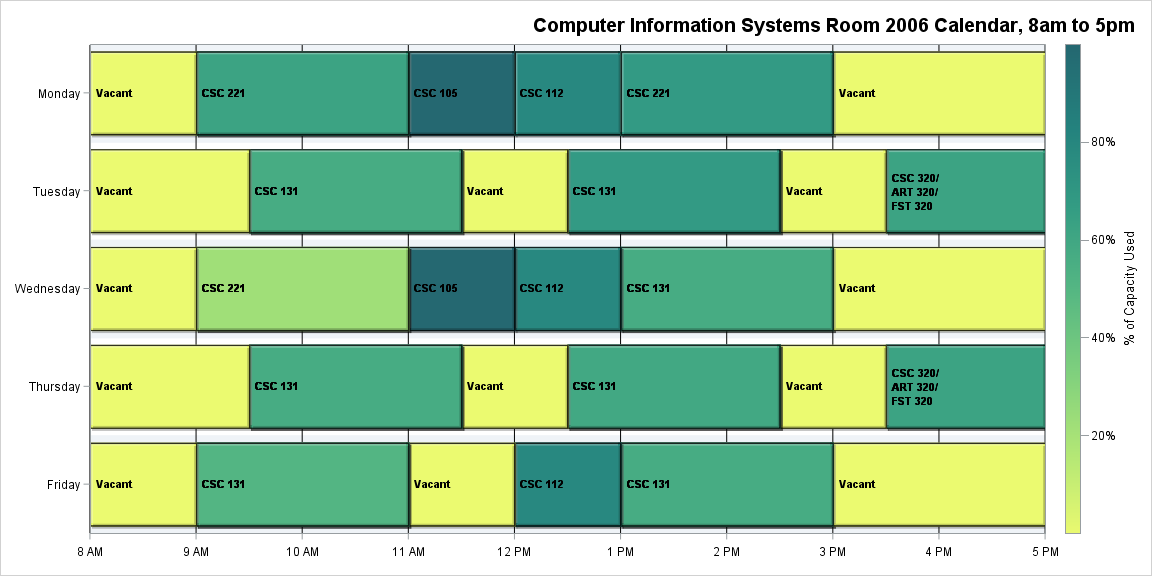 Computer Information Systems Room 2006 Calendar, 8am to 5pm
Monday
Vacant
CSC 221
CSC 105
CSC 112
CSC 221
Vacant
Tuesday
Vacant
CSC 131
Vacant
CSC 131
Vacant
CSC 320/
ART 320/
FST 320
Wednesday
Vacant
CSC 221
CSC 105
CSC 112
CSC 131
Vacant
Thursday
Vacant
CSC 131
Vacant
CSC 131
Vacant
CSC 320/
ART 320/
FST 320
Friday
Vacant
CSC 131
Vacant
CSC 112
CSC 131
Vacant
8 AM
9 AM
10 AM
11 AM
12 PM
1 PM
2 PM
3 PM
4 PM
5 PM
80%
60%
40%
20%
% of Capacity Used